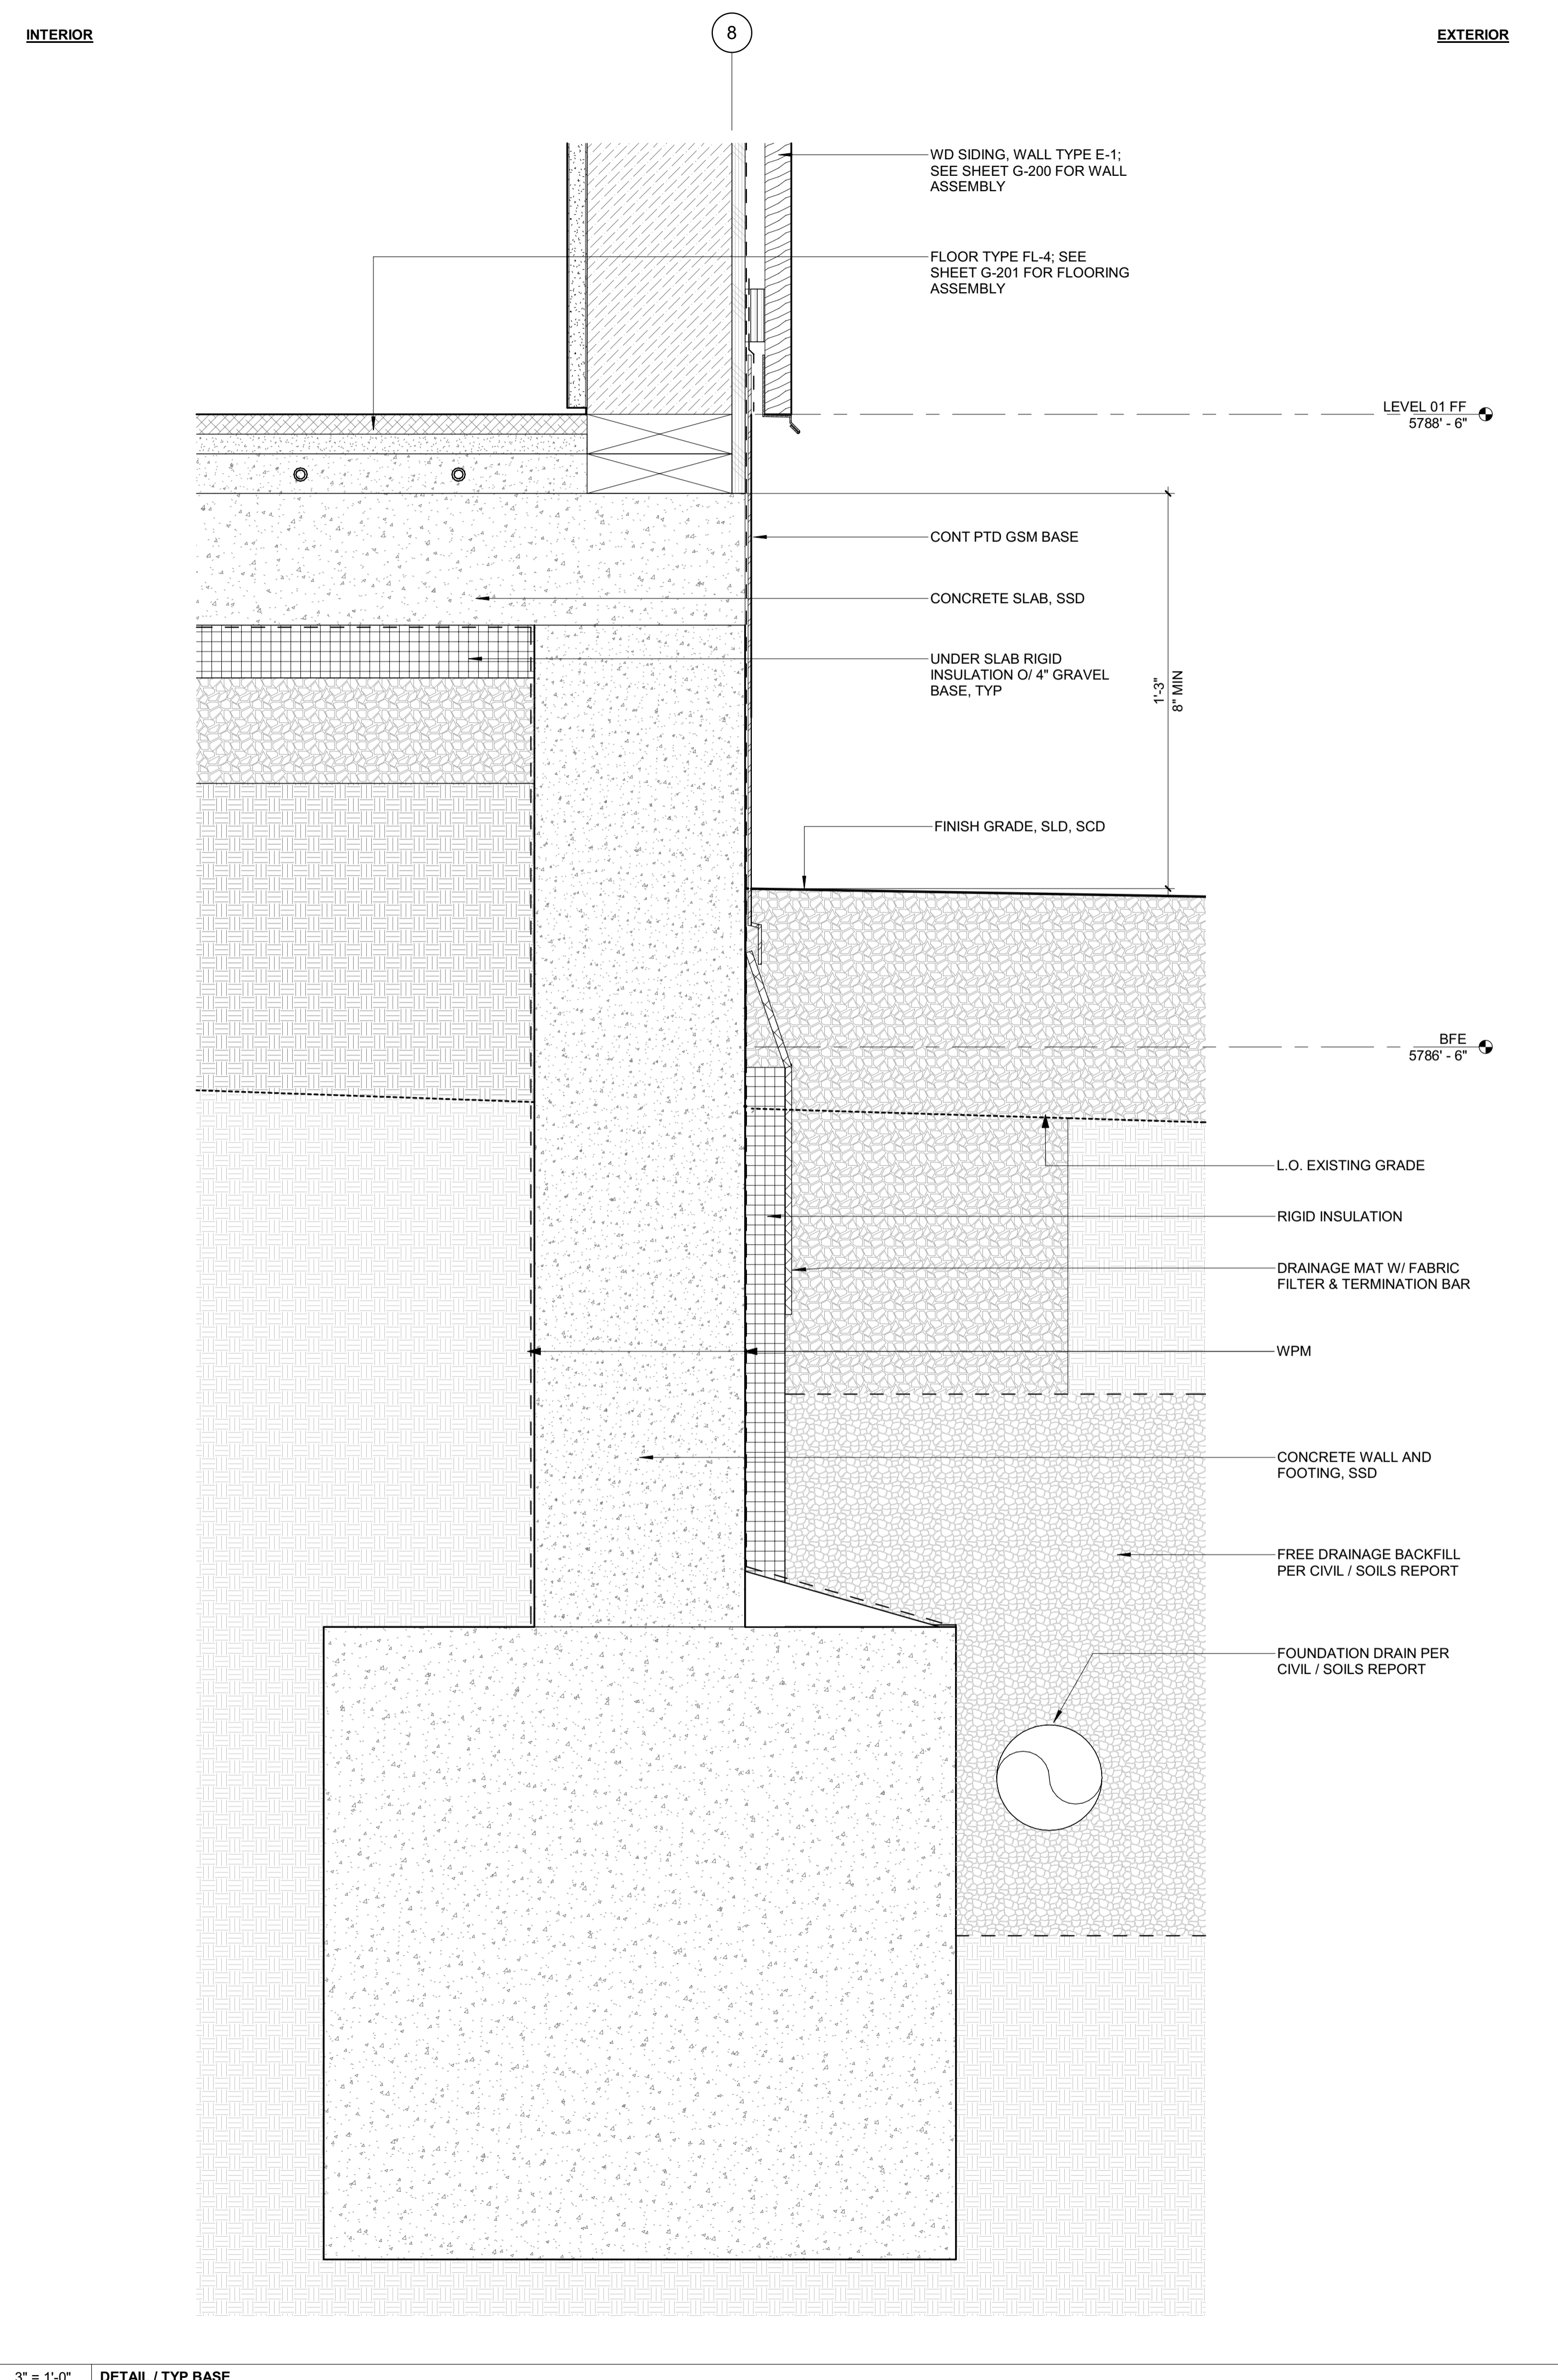 INTERIOR
8
EXTERIOR
WD SIDING, WALL TYPE E-1;
SEE SHEET G-200 FOR WALL
ASSEMBLY
FLOOR TYPE FL-4; SEE
SHEET G-201 FOR FLOORING
ASSEMBLY
LEVEL 01 FF
5788' - 6"
CONT PTD GSM BASE
CONCRETE SLAB, SSD
UNDER SLAB RIGID
INSULATION O/ 4" GRAVEL
BASE, TYP
1'-3"
8" MIN
FINISH GRADE, SLD, SCD
BFE
5786' - 6"
L.O. EXISTING GRADE
RIGID INSULATION
DRAINAGE MAT W/ FABRIC
FILTER & TERMINATION BAR
WPM
CONCRETE WALL AND
FOOTING, SSD
FREE DRAINAGE BACKFILL
PER CIVIL / SOILS REPORT
FOUNDATION DRAIN PER
CIVIL / SOILS REPORT
3" = 1'-0"
DETAIL / TYP BASE